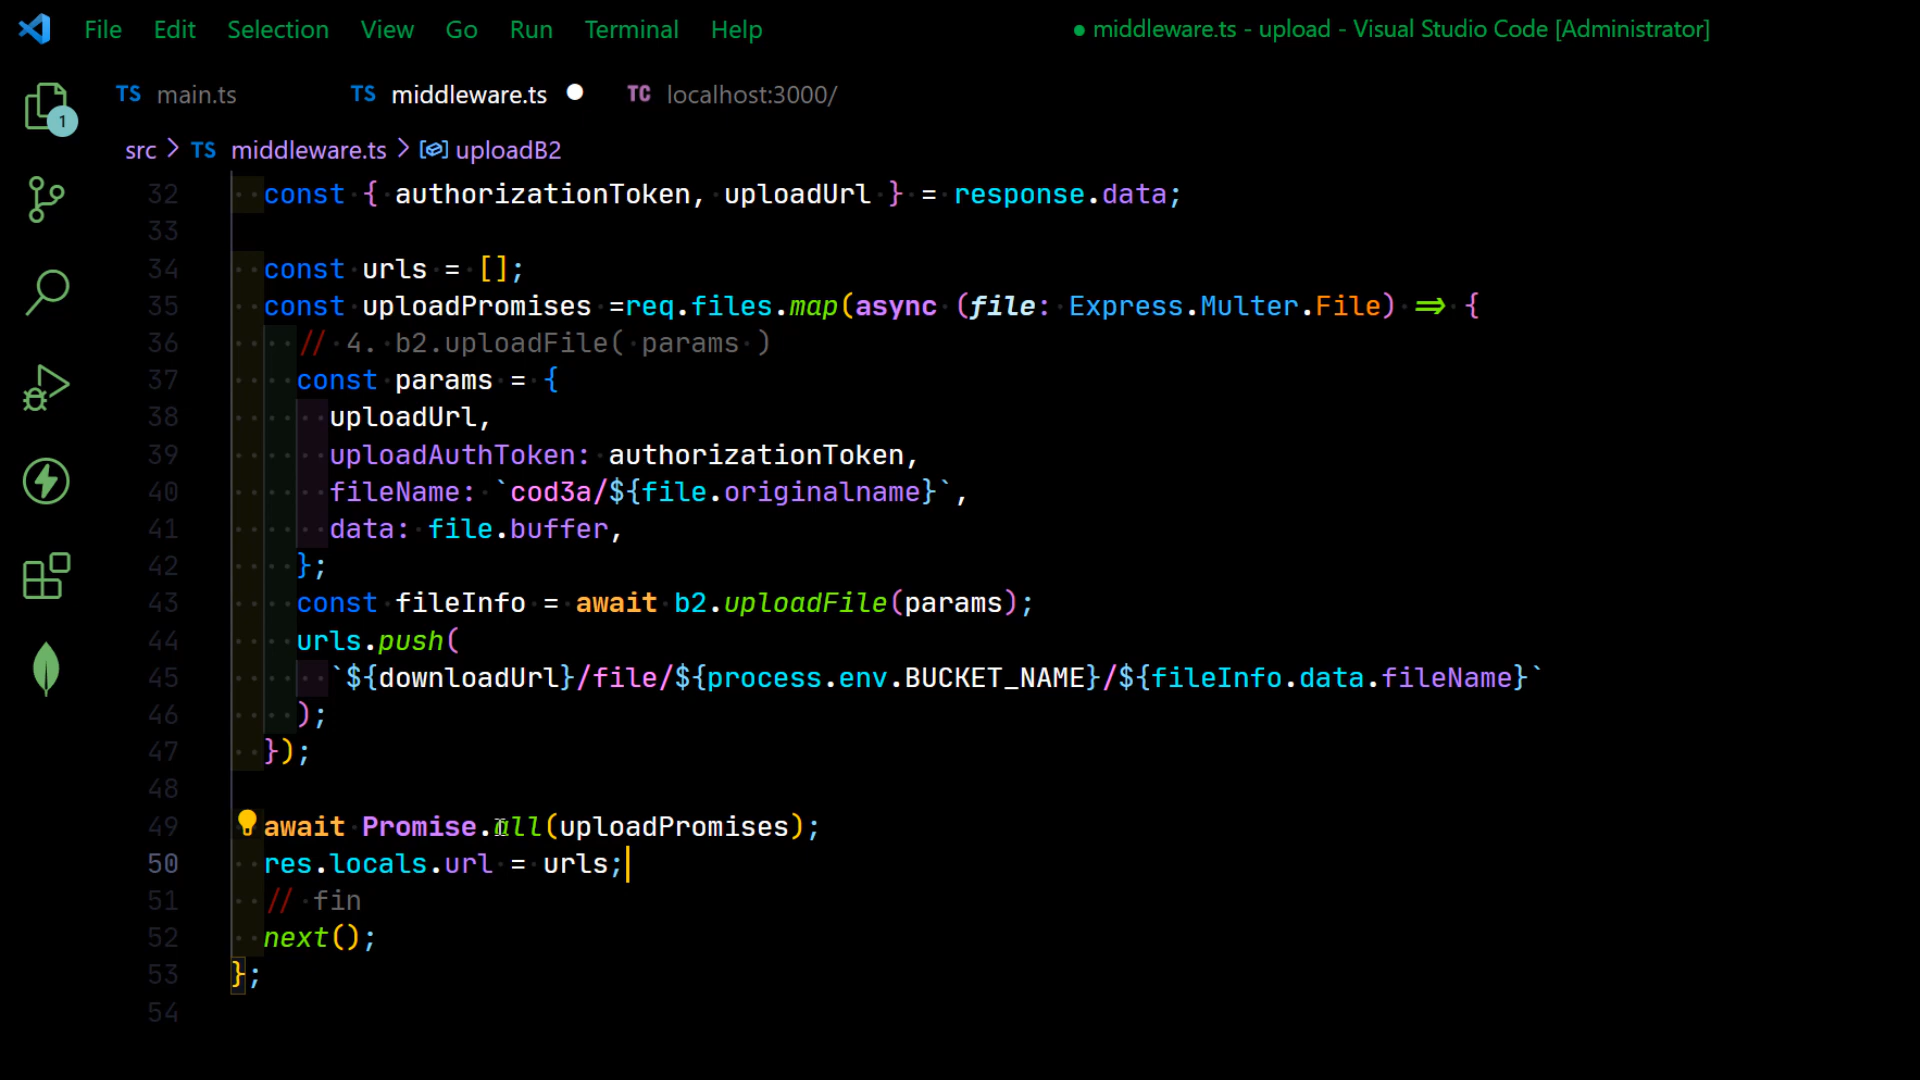 File Edit Selection View Go Run Terminal Help ● middleware.ts - upload - Visual Studio Code [Administrator]
1
TS main.ts TS middleware.ts ● TC localhost:3000/
src > TS middleware.ts > uploadB2
32 const { authorizationToken, uploadUrl } = response.data;
33
34 const urls = [];
35 const uploadPromises =req.files.map(async (file: Express.Multer.File) => {
36 // 4. b2.uploadFile( params )
37 const params = {
38 uploadUrl,
39 uploadAuthToken: authorizationToken,
40 fileName: `cod3a/${file.originalname}`,
41 data: file.buffer,
42 };
43 const fileInfo = await b2.uploadFile(params);
44 urls.push(
45 `${downloadUrl}/file/${process.env.BUCKET_NAME}/${fileInfo.data.fileName}`
46 );
47 });
48
49 await Promise.all(uploadPromises);
50 res.locals.url = urls;
51 // fin
52 next();
53 };
54